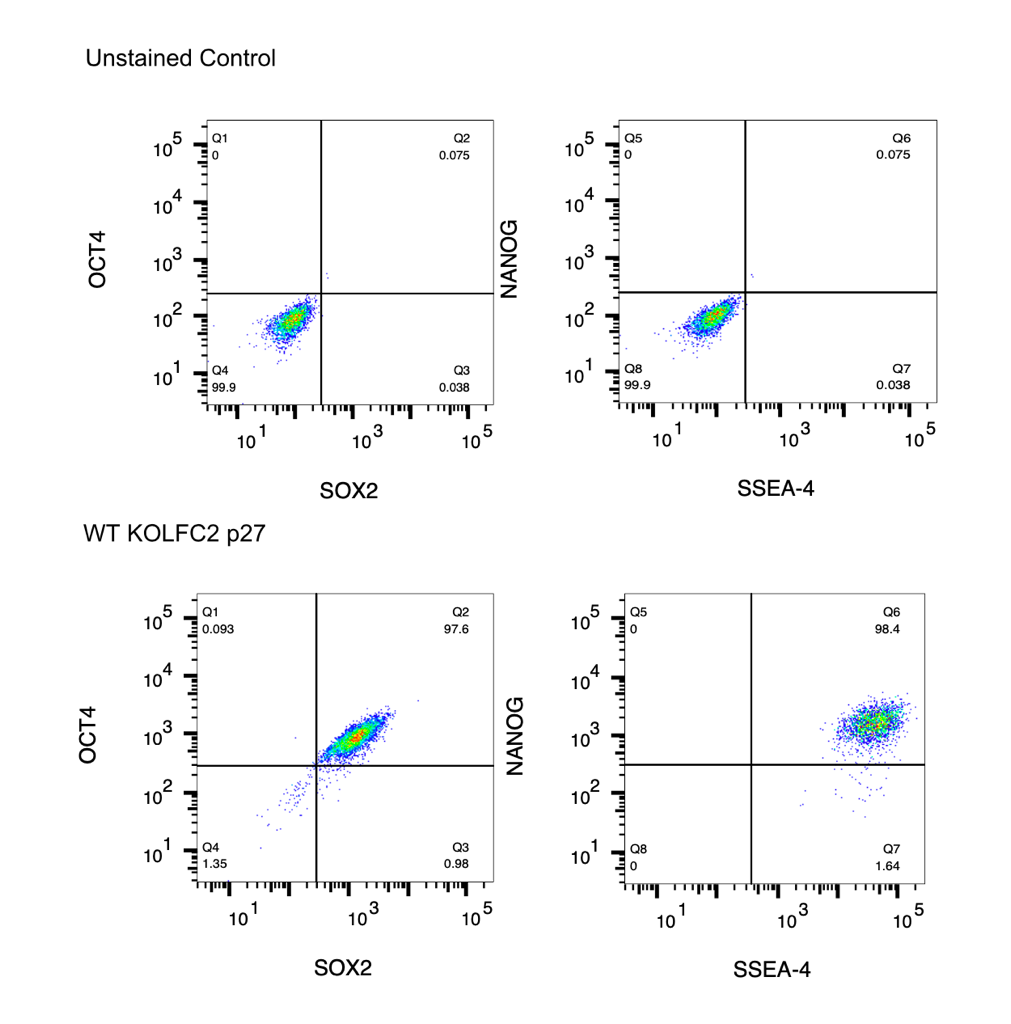 Unstained Control
Q1
0
Q2
0.075
Q4
99.9
Q3
0.038
10^5
10^4
10^3
10^2
10^1
OCT4
10^1
10^3
10^5
SOX2
Q5
0
Q6
0.075
Q8
99.9
Q7
0.038
10^5
10^4
10^3
10^2
10^1
NANOG
10^1
10^3
10^5
SSEA-4
WT KOLFC2 p27
Q1
0.093
Q2
97.6
Q4
1.35
Q3
0.98
10^5
10^4
10^3
10^2
10^1
OCT4
10^1
10^3
10^5
SOX2
Q5
0
Q6
98.4
Q8
0
Q7
1.64
10^5
10^4
10^3
10^2
10^1
NANOG
10^1
10^3
10^5
SSEA-4